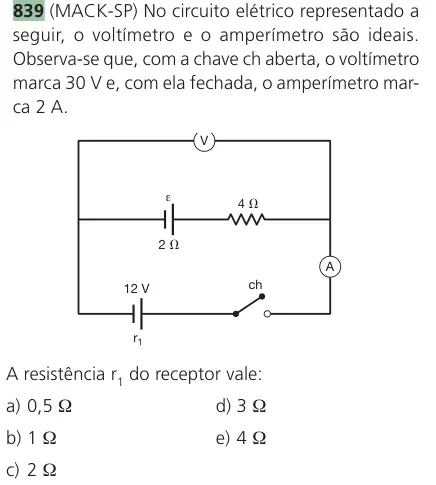 839 (MACK-SP) No circuito elétrico representado a
seguir, o voltímetro e o amperímetro são ideais.
Observa-se que, com a chave ch aberta, o voltímetro
marca 30 V e, com ela fechada, o amperímetro mar-
ca 2 A.
V
ε
4 Ω
2 Ω
A
12 V
ch
r₁
A resistência r₁ do receptor vale:
a) 0,5 Ω
d) 3 Ω
b) 1 Ω
e) 4 Ω
c) 2 Ω